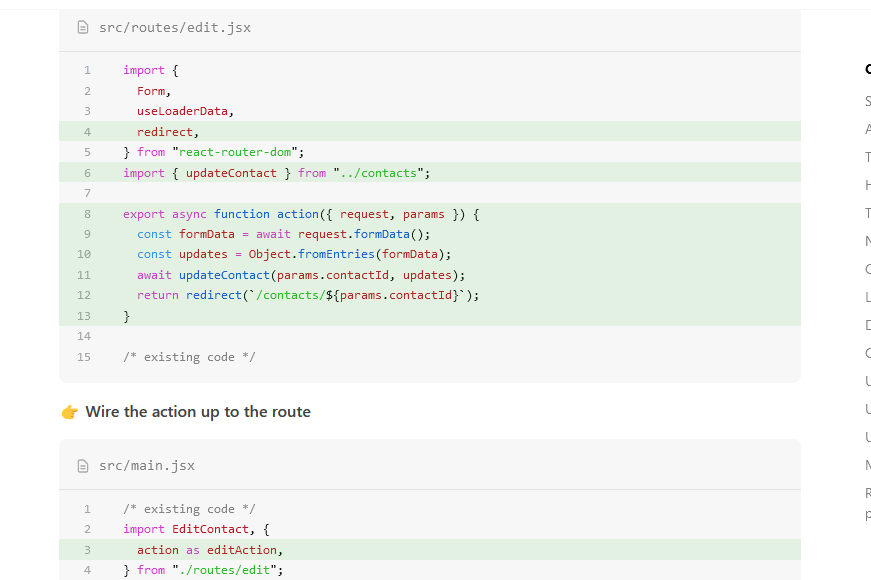 src/routes/edit.jsx
1 import {
2 Form,
3 useLoaderData,
4 redirect,
5 } from "react-router-dom";
6 import { updateContact } from "../contacts";
7
8 export async function action({ request, params }) {
9 const formData = await request.formData();
10 const updates = Object.fromEntries(formData);
11 await updateContact(params.contactId, updates);
12 return redirect(`/contacts/${params.contactId}`);
13 }
14
15 /* existing code */
👉 Wire the action up to the route
src/main.jsx
1 /* existing code */
2 import EditContact, {
3 action as editAction,
4 } from "./routes/edit";